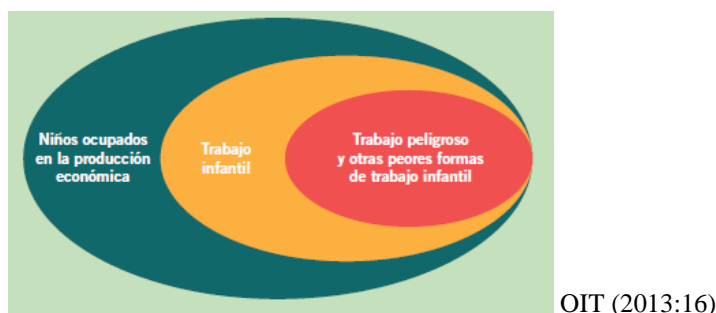 Niños ocupados
en la producción
económica
Trabajo
infantil
Trabajo peligroso
y otras peores formas
de trabajo infantil
OIT (2013:16)